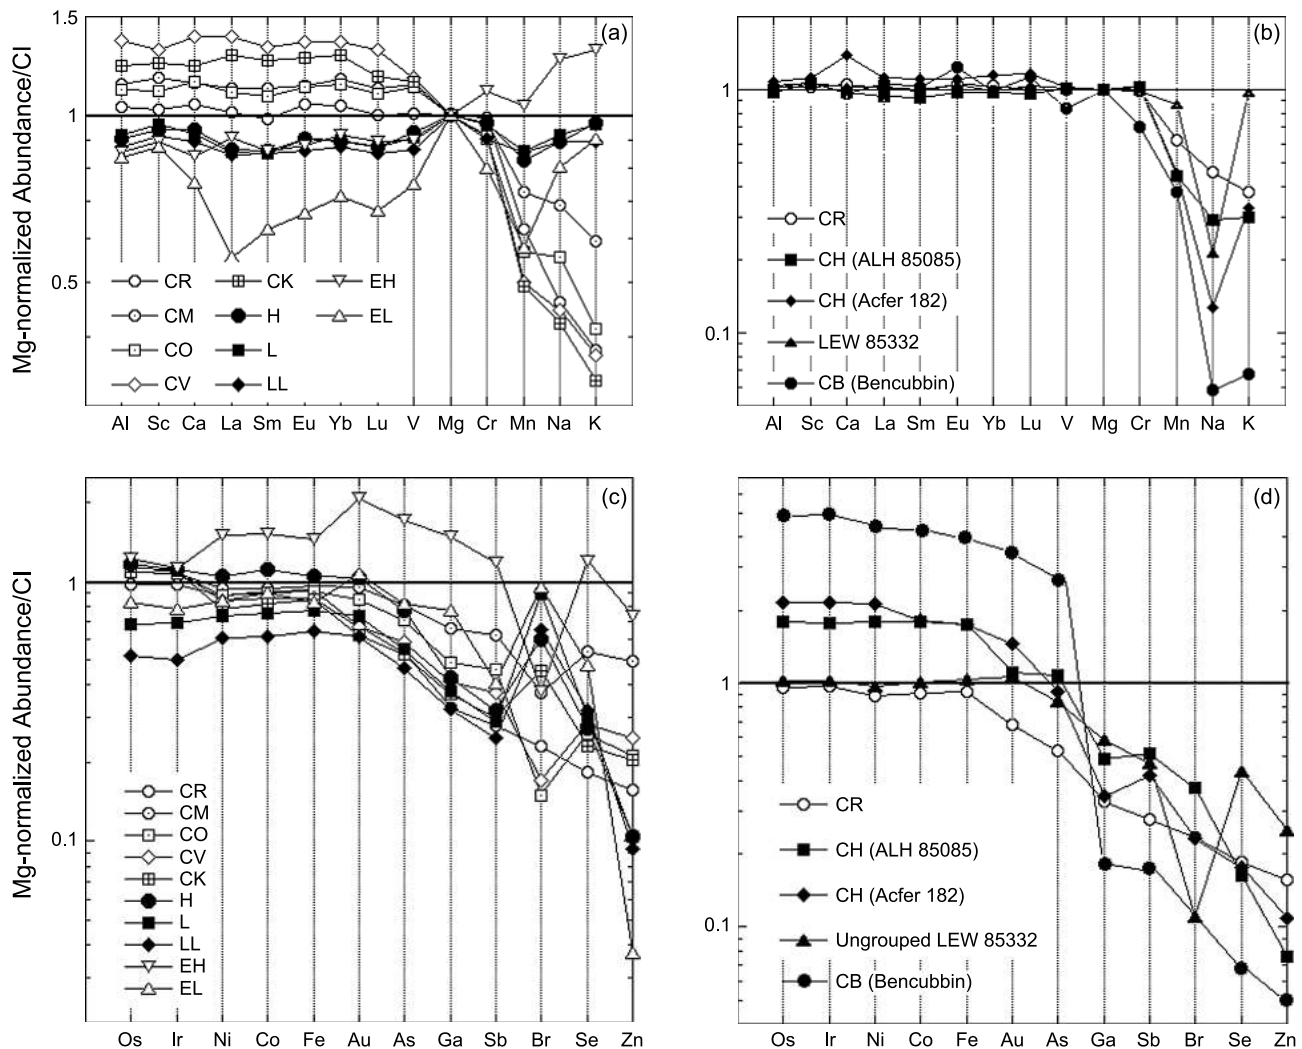 1.5
(a)
1
0.5
Mg-normalized Abundance/CI
CR
CK
EH
CM
H
EL
CO
L
CV
LL
Al Sc Ca La Sm Eu Yb Lu V Mg Cr Mn Na K
(b)
1
0.1
CR
CH (ALH 85085)
CH (Acfer 182)
LEW 85332
CB (Bencubbin)
Al Sc Ca La Sm Eu Yb Lu V Mg Cr Mn Na K
(c)
1
0.1
Mg-normalized Abundance/CI
CR
CM
CO
CV
CK
H
L
LL
EH
EL
Os Ir Ni Co Fe Au As Ga Sb Br Se Zn
(d)
1
0.1
CR
CH (ALH 85085)
CH (Acfer 182)
Ungrouped LEW 85332
CB (Bencubbin)
Os Ir Ni Co Fe Au As Ga Sb Br Se Zn